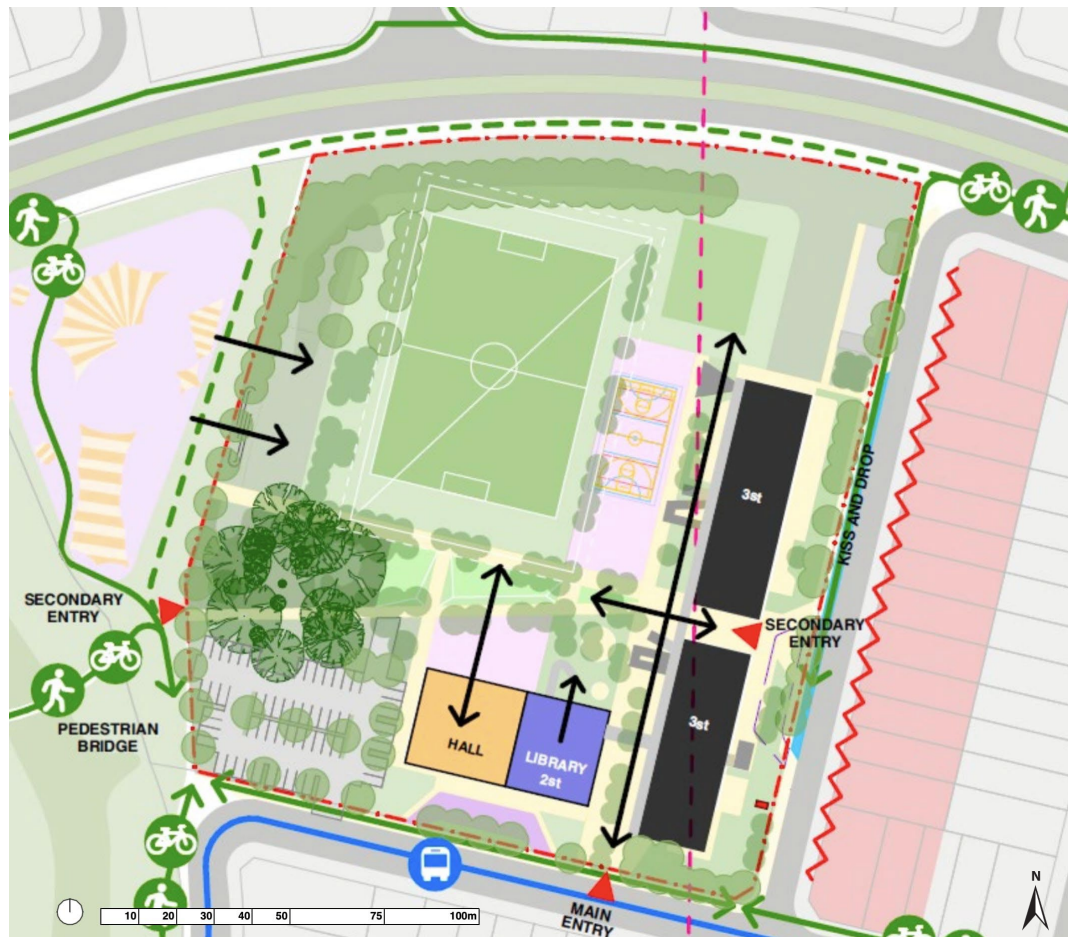 3st
KISS AND DROP
SECONDARY
ENTRY
SECONDARY
ENTRY
PEDESTRIAN
BRIDGE
3st
HALL
LIBRARY
2st
MAIN
ENTRY
N
10 20 30 40 50 75 100m